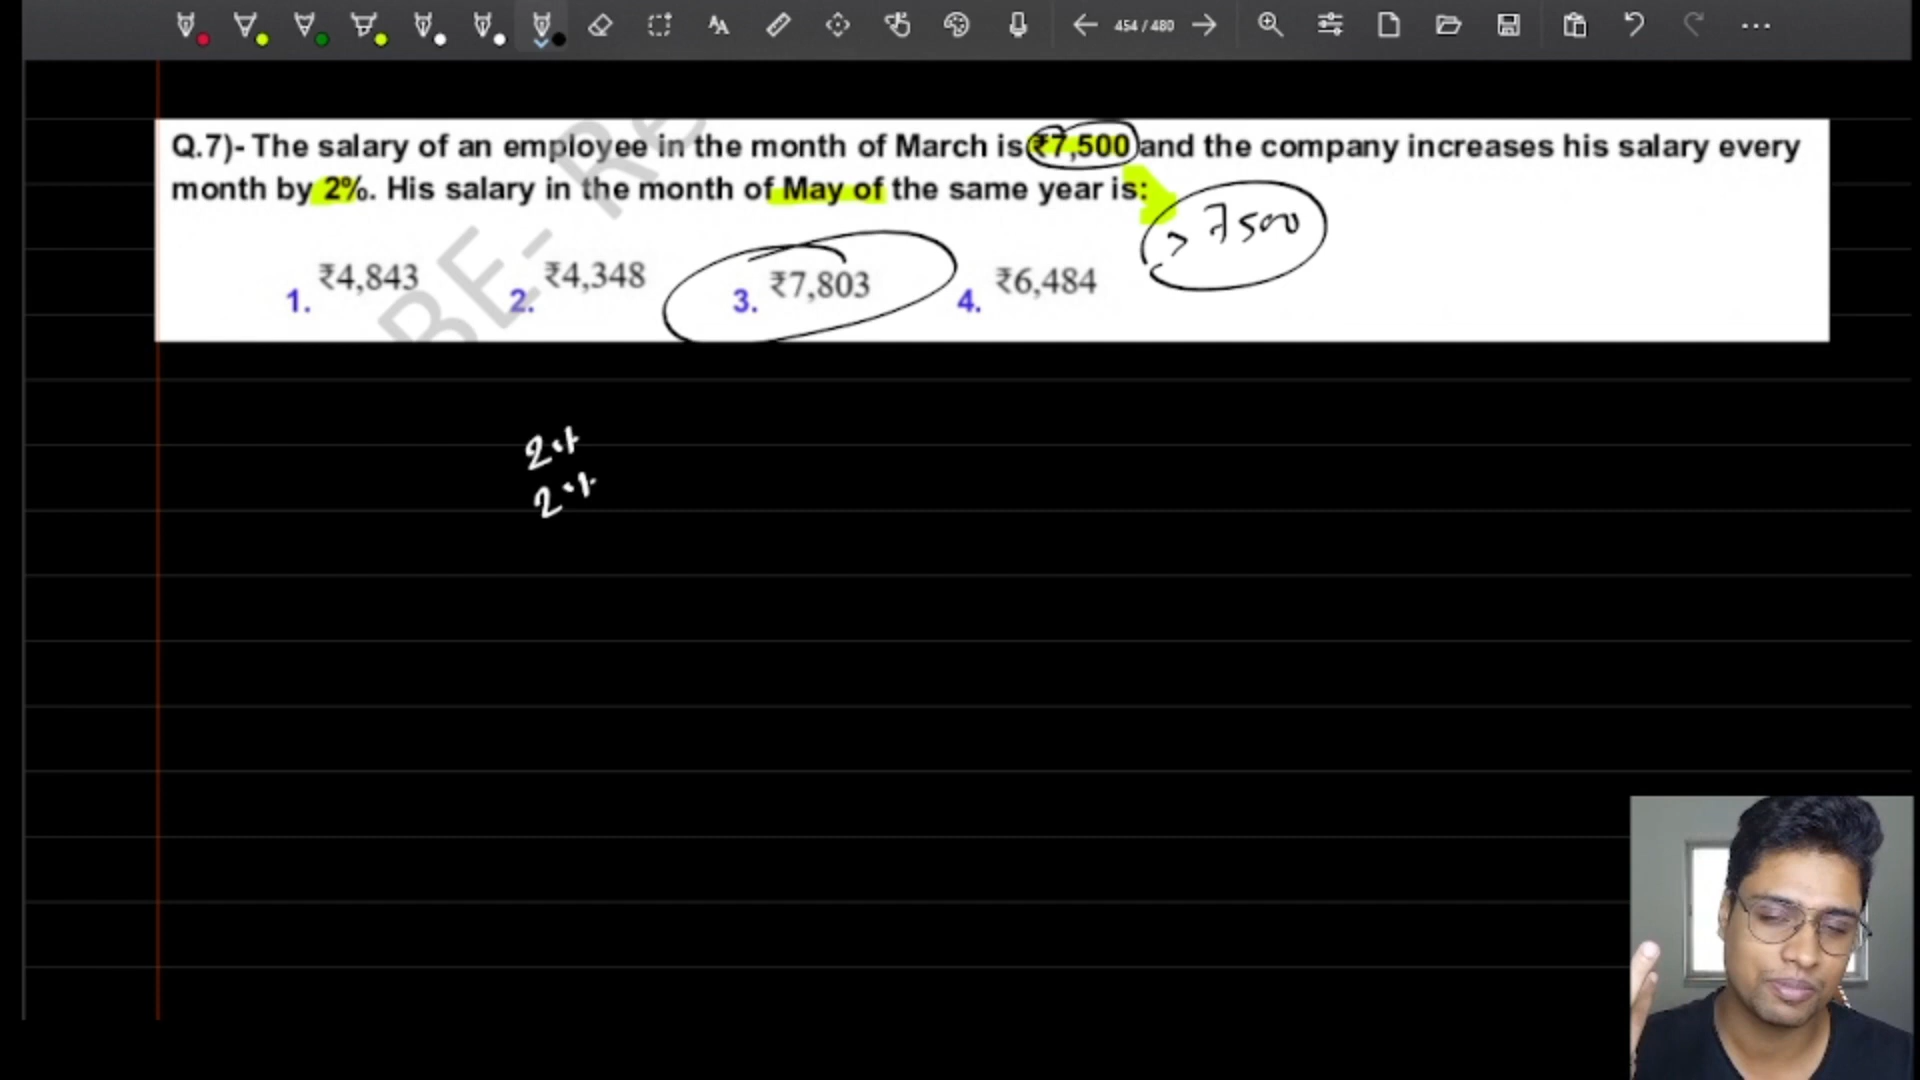 454 / 480
Q.7)- The salary of an employee in the month of March is ₹7,500 and the company increases his salary every
month by 2%. His salary in the month of May of the same year is:
> 7500
1. ₹4,843 2. ₹4,348 3. ₹7,803 4. ₹6,484
BE- Re
2%
2%